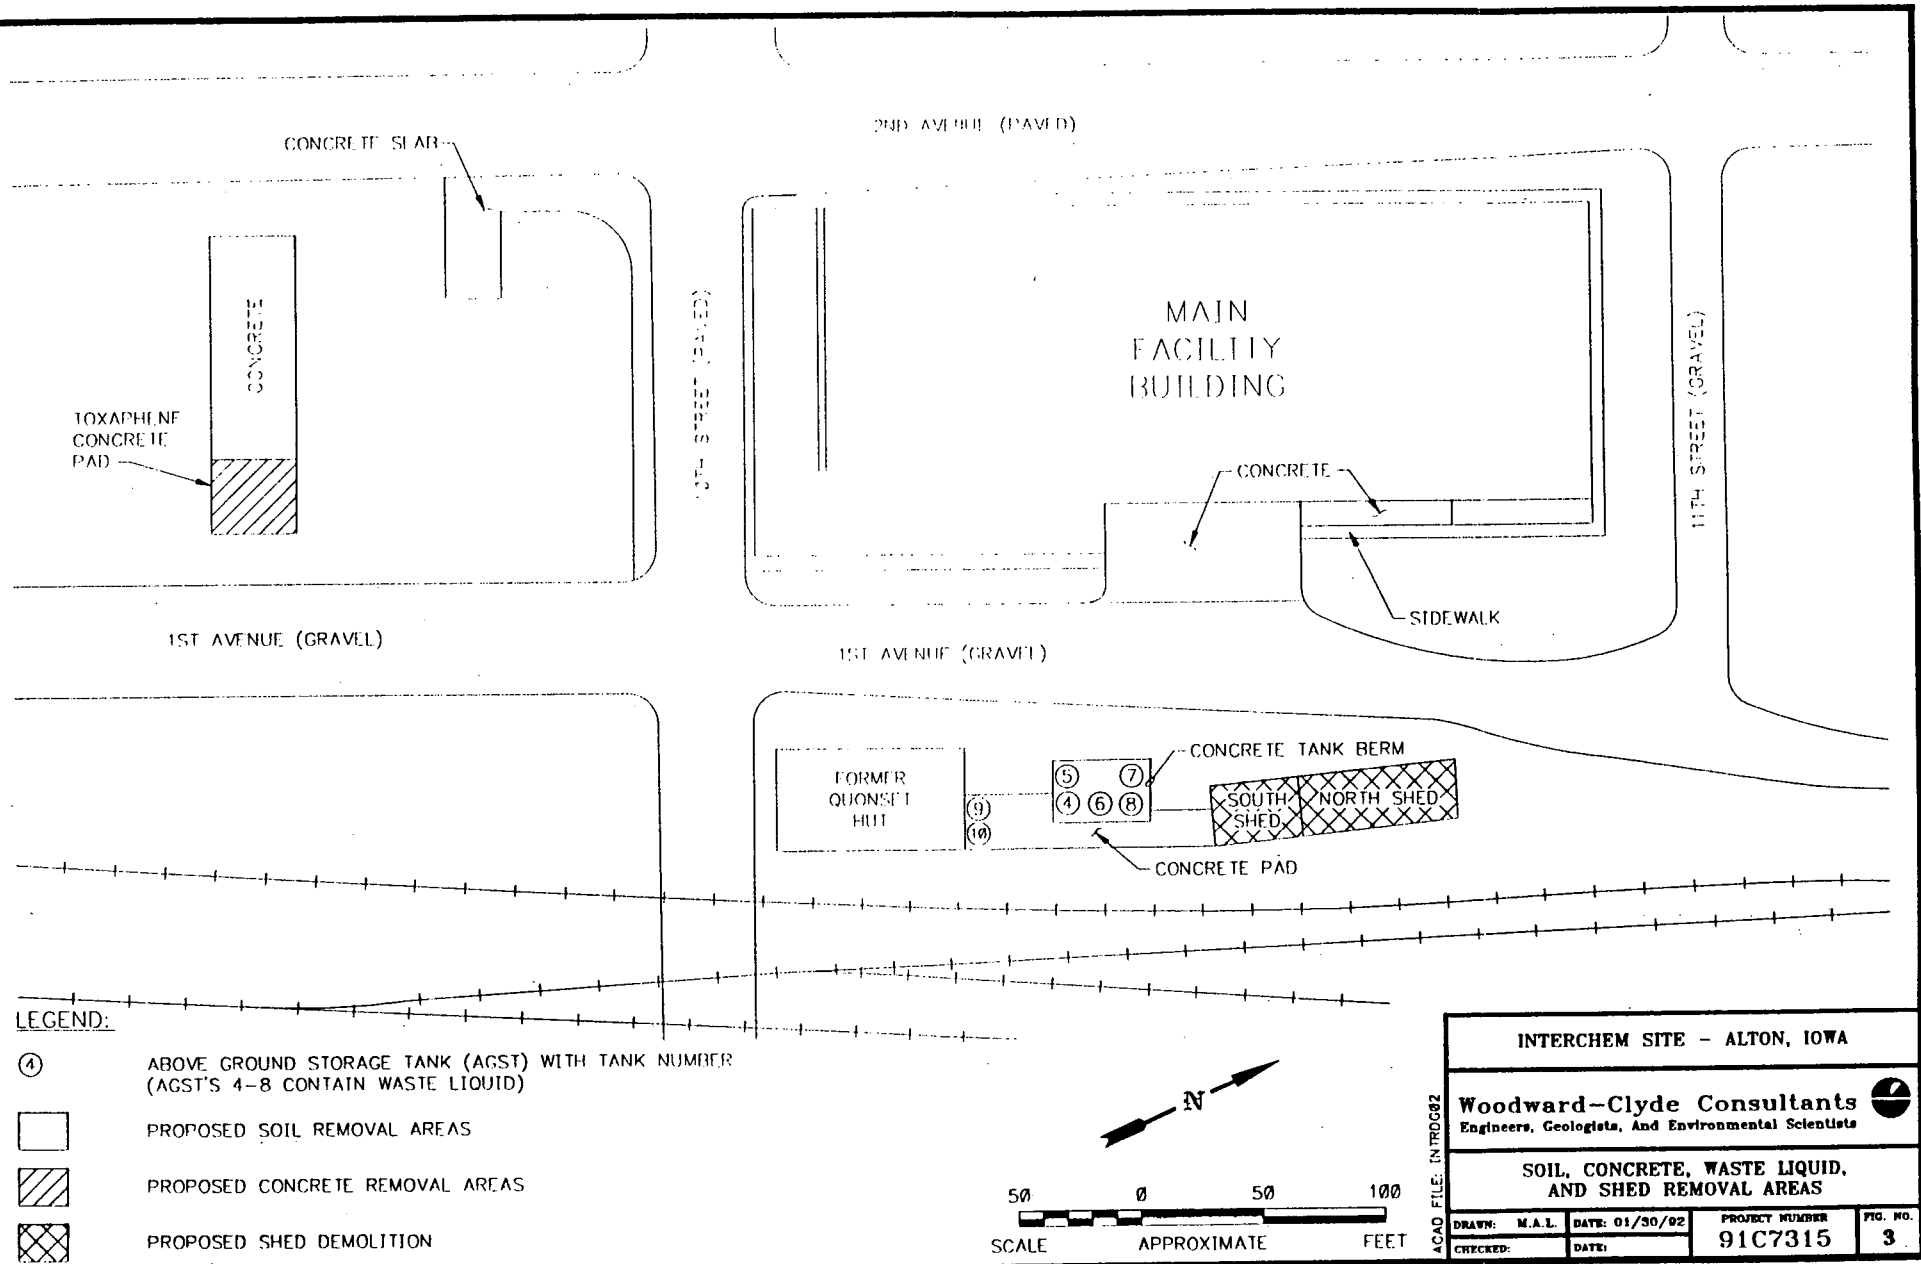 2ND AVENUE (PAVED)
CONCRETE SLAB
CONCRETE
TOXAPHENE
CONCRETE
PAD
STREET (PAVED)
MAIN
FACILITY
BUILDING
11TH STREET (GRAVEL)
CONCRETE
SIDEWALK
1ST AVENUE (GRAVEL)
1ST AVENUE (GRAVEL)
CONCRETE TANK BERM
FORMER
QUONSET
HUT
5 7
4 6 8
9
10
SOUTH
SHED
NORTH SHED
CONCRETE PAD
LEGEND:
4 ABOVE GROUND STORAGE TANK (AGST) WITH TANK NUMBER
(AGST'S 4-8 CONTAIN WASTE LIQUID)
PROPOSED SOIL REMOVAL AREAS
PROPOSED CONCRETE REMOVAL AREAS
PROPOSED SHED DEMOLITION
N
50 0 50 100
SCALE APPROXIMATE FEET
ACAD FILE: INTRDG02
INTERCHEM SITE - ALTON, IOWA
Woodward-Clyde Consultants
Engineers, Geologists, And Environmental Scientists
SOIL, CONCRETE, WASTE LIQUID,
AND SHED REMOVAL AREAS
DRAWN: M.A.L. DATE: 01/30/92
CHECKED: DATE:
PROJECT NUMBER
91C7315
FIG. NO.
3